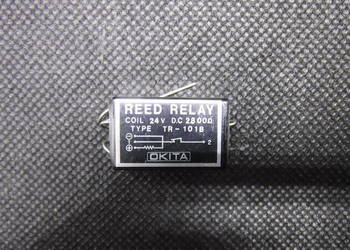 REED RELAY
COIL 24V D.C 2800Ω
TYPE TR-101B
2
OKITA